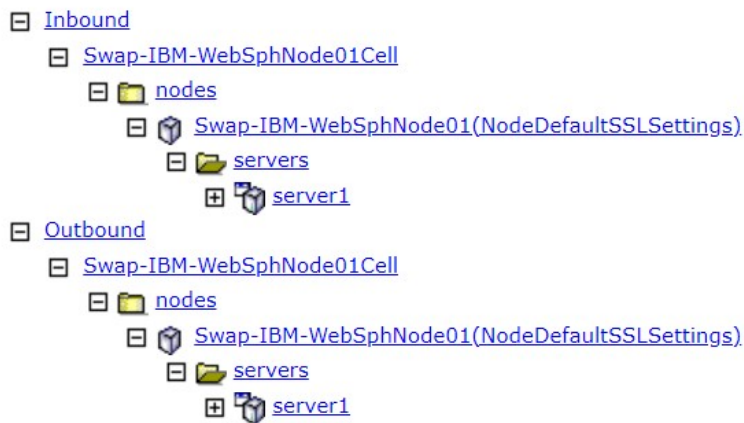 Inbound
Swap-IBM-WebSphNode01Cell
nodes
Swap-IBM-WebSphNode01(NodeDefaultSSLSettings)
servers
server1
Outbound
Swap-IBM-WebSphNode01Cell
nodes
Swap-IBM-WebSphNode01(NodeDefaultSSLSettings)
servers
server1